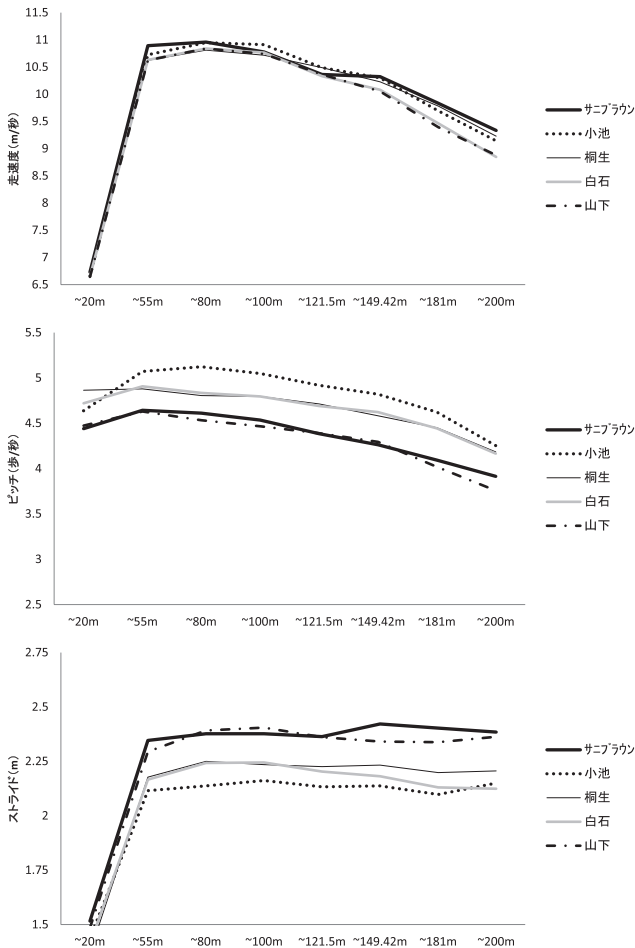 11.5
11
10.5
10
9.5
9
8.5
8
7.5
7
6.5
走速度(m/秒)
~20m ~55m ~80m ~100m ~121.5m ~149.42m ~181m ~200m
サニブラウン
小池
桐生
白石
山下
5.5
5
4.5
4
3.5
3
2.5
ピッチ(歩/秒)
~20m ~55m ~80m ~100m ~121.5m ~149.42m ~181m ~200m
サニブラウン
小池
桐生
白石
山下
2.75
2.5
2.25
2
1.75
1.5
ストライド(m)
~20m ~55m ~80m ~100m ~121.5m ~149.42m ~181m ~200m
サニブラウン
小池
桐生
白石
山下